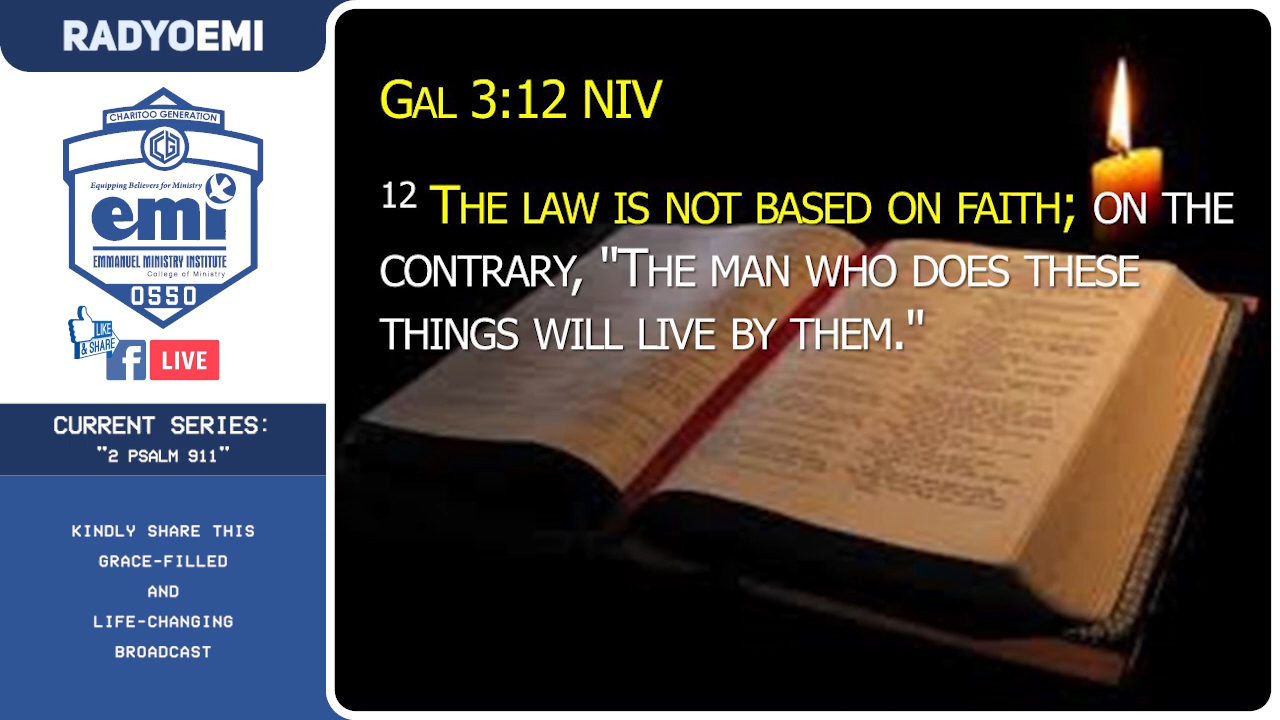 RADYOEMI
CHARITOO GENERATION
CG
Equipping Believers for Ministry
emi
EMMANUEL MINISTRY INSTITUTE
College of Ministry
0550
LIKE
& SHARE
f LIVE
CURRENT SERIES:
"2 PSALM 911"
KINDLY SHARE THIS
GRACE-FILLED
AND
LIFE-CHANGING
BROADCAST
GAL 3:12 NIV
12 THE LAW IS NOT BASED ON FAITH; ON THE
CONTRARY, "THE MAN WHO DOES THESE
THINGS WILL LIVE BY THEM."